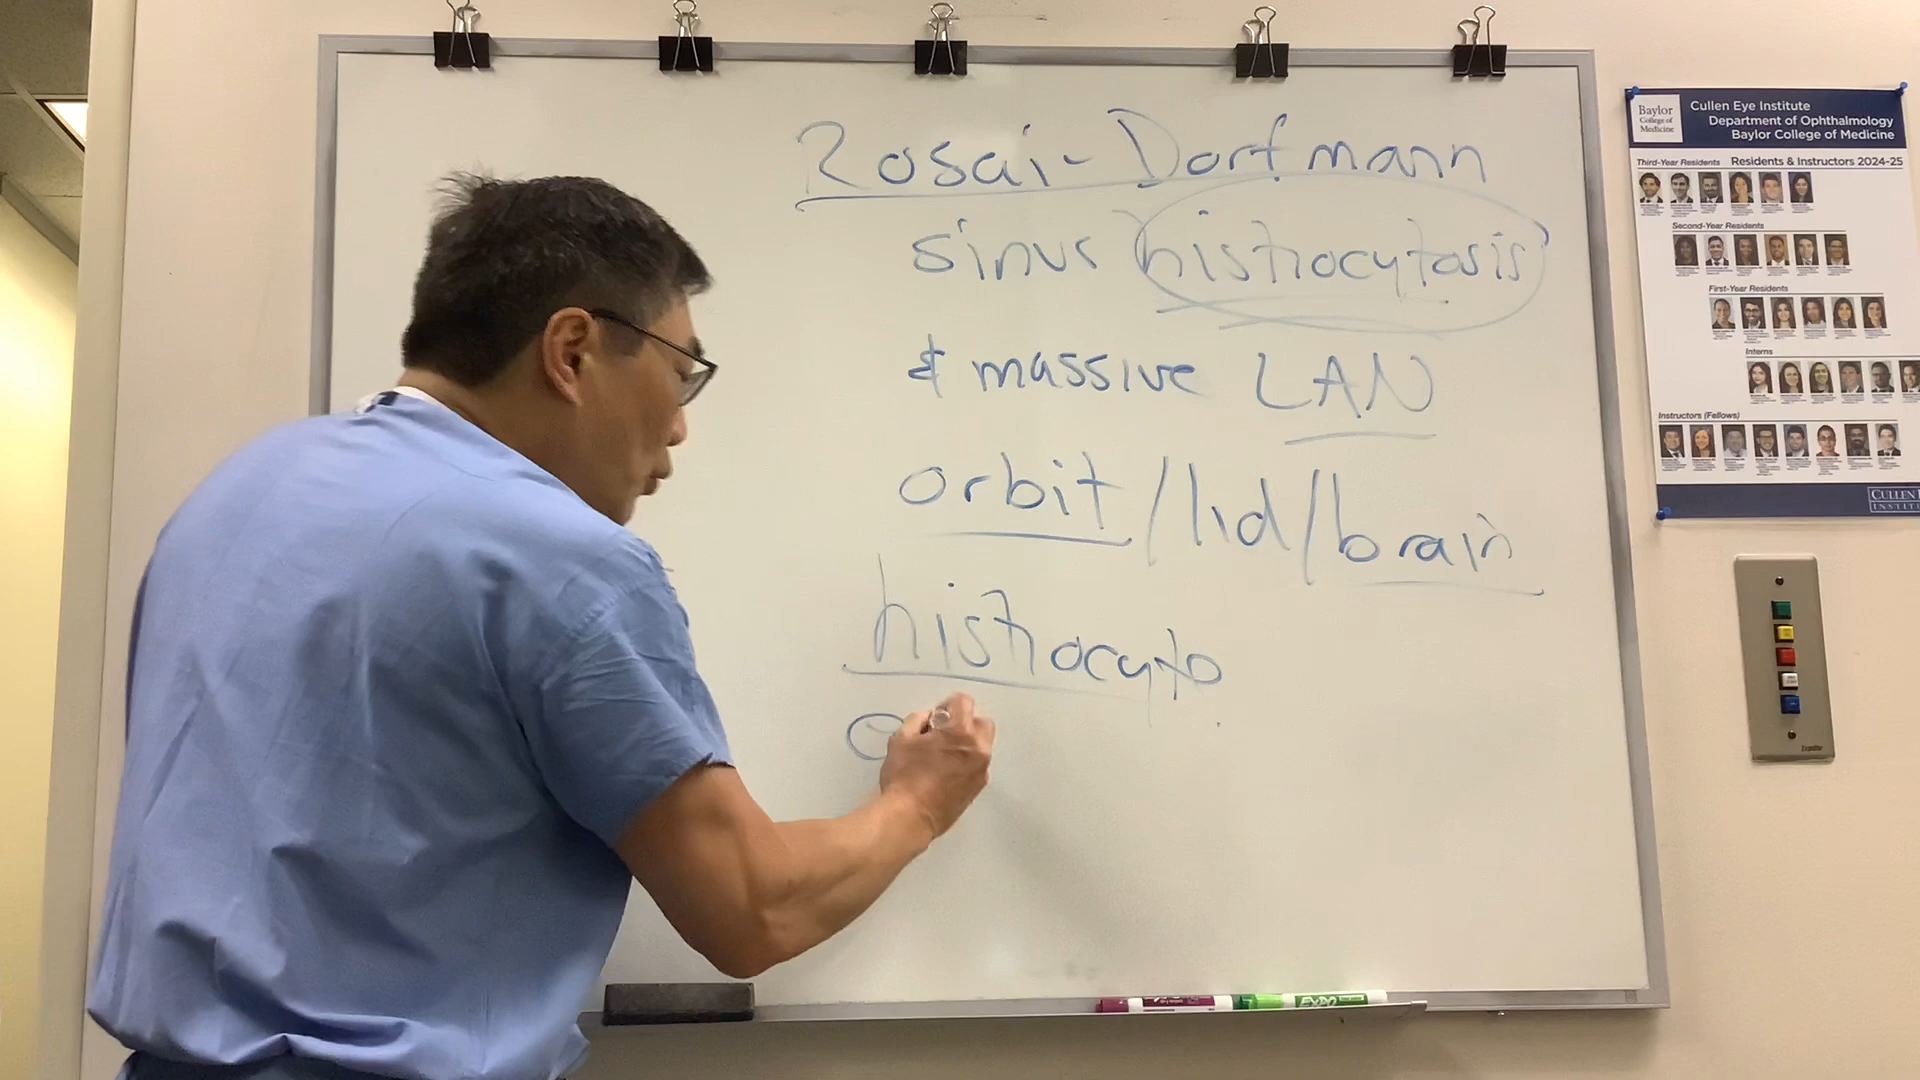 Rosai-Dorfmann
sinus histiocytosis
& massive LAN
orbit/lid/brain
histiocyto
Baylor
College of
Medicine
Cullen Eye Institute
Department of Ophthalmology
Baylor College of Medicine
Third-Year Residents
Residents & Instructors 2024-25
Second-Year Residents
First-Year Residents
Interns
Instructors (Fellows)
CULLEN
INSTIT
EXPO